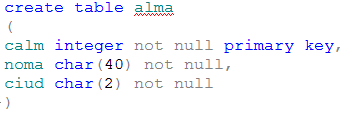 create table alma
(
calm integer not null primary key,
noma char(40) not null,
ciud char(2) not null
)